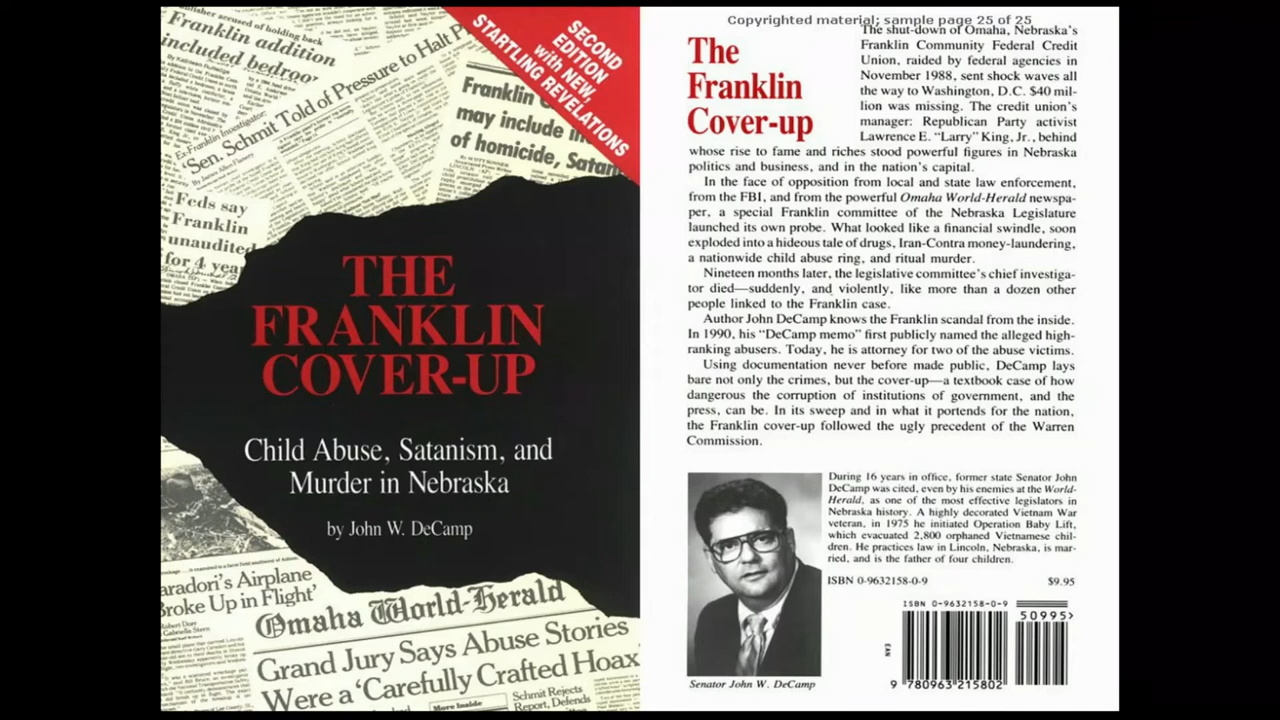 Franklin addition
included bedroo
Ex-Franklin Investigator:
'Sen. Schmit Told of Pressure to Halt P
By James Allen Flanery
Franklin
may include
of homicide, Satan
SECOND
EDITION
with NEW,
STARTLING REVELATIONS
Feds say
Franklin
unaudited
for 4 yea
THE
FRANKLIN
COVER-UP
Child Abuse, Satanism, and
Murder in Nebraska
by John W. DeCamp
aradori's Airplane
Broke Up in Flight'
Omaha World-Herald
Grand Jury Says Abuse Stories
Were a 'Carefully Crafted Hoax
More Inside
Schmit Rejects
Report, Defends
Copyrighted material; sample page 25 of 25
The
Franklin
Cover-up
The shut-down of Omaha, Nebraska's
Franklin Community Federal Credit
Union, raided by federal agencies in
November 1988, sent shock waves all
the way to Washington, D.C. $40 mil-
lion was missing. The credit union's
manager: Republican Party activist
Lawrence E. "Larry" King, Jr., behind
whose rise to fame and riches stood powerful figures in Nebraska
politics and business, and in the nation's capital.
In the face of opposition from local and state law enforcement,
from the FBI, and from the powerful Omaha World-Herald newspa-
per, a special Franklin committee of the Nebraska Legislature
launched its own probe. What looked like a financial swindle, soon
exploded into a hideous tale of drugs, Iran-Contra money-laundering,
a nationwide child abuse ring, and ritual murder.
Nineteen months later, the legislative committee's chief investiga-
tor died—suddenly, and violently, like more than a dozen other
people linked to the Franklin case.
Author John DeCamp knows the Franklin scandal from the inside.
In 1990, his "DeCamp memo" first publicly named the alleged high-
ranking abusers. Today, he is attorney for two of the abuse victims.
Using documentation never before made public, DeCamp lays
bare not only the crimes, but the cover-up—a textbook case of how
dangerous the corruption of institutions of government, and the
press, can be. In its sweep and in what it portends for the nation,
the Franklin cover-up followed the ugly precedent of the Warren
Commission.
During 16 years in office, former state Senator John
DeCamp was cited, even by his enemies at the World-
Herald, as one of the most effective legislators in
Nebraska history. A highly decorated Vietnam War
veteran, in 1975 he initiated Operation Baby Lift,
which evacuated 2,800 orphaned Vietnamese chil-
dren. He practices law in Lincoln, Nebraska, is mar-
ried, and is the father of four children.
ISBN 0-9632158-0-9 $9.95
Senator John W. DeCamp
ISBN 0-9632158-0-9
50995>
EAN
9 780963 215802